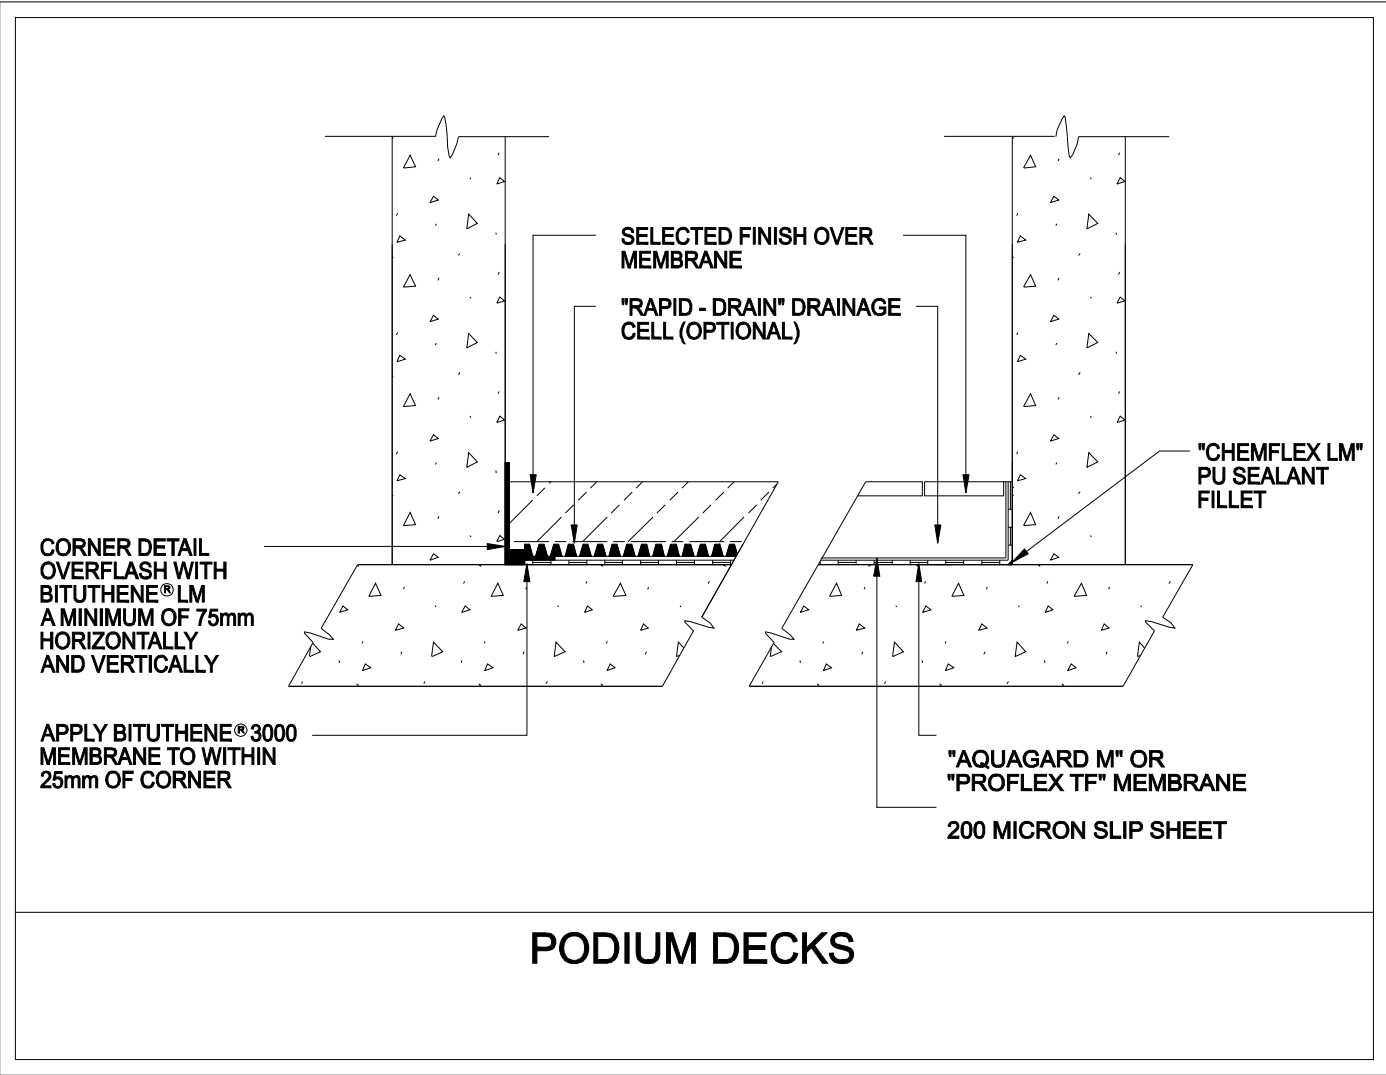 SELECTED FINISH OVER
MEMBRANE
"RAPID - DRAIN" DRAINAGE
CELL (OPTIONAL)
"CHEMFLEX LM"
PU SEALANT
FILLET
CORNER DETAIL
OVERFLASH WITH
BITUTHENE® LM
A MINIMUM OF 75mm
HORIZONTALLY
AND VERTICALLY
APPLY BITUTHENE® 3000
MEMBRANE TO WITHIN
25mm OF CORNER
"AQUAGARD M" OR
"PROFLEX TF" MEMBRANE
200 MICRON SLIP SHEET
PODIUM DECKS